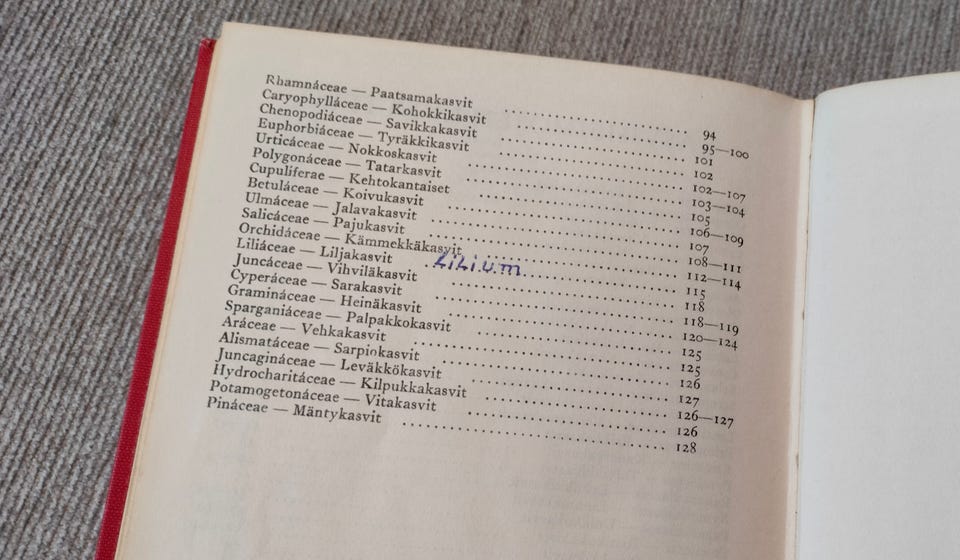 Rhamnáceae — Paatsamakasvit ........ 94
Caryophylláceae — Kohokkikasvit ........ 95—100
Chenopodiáceae — Savikkakasvit ........ 101
Euphorbiáceae — Tyräkkikasvit ........ 102
Urticáceae — Nokkoskasvit ........ 102—107
Polygonáceae — Tatarkasvit ........ 103—104
Cupuliferae — Kehtokantaiset ........ 105
Betuláceae — Koivukasvit ........ 106—109
Ulmáceae — Jalavakasvit ........ 107
Salicáceae — Pajukasvit ........ 108—111
Orchidáceae — Kämmekkäkasvit ........ 112—114
Liliáceae — Liljakasvit LiLi.u.m ........ 115
Juncáceae — Vihviläkasvit ........ 118
Cyperáceae — Sarakasvit ........ 118—119
Gramináceae — Heinäkasvit ........ 120—124
Sparganiáceae — Palpakkokasvit ........ 125
Aráceae — Vehkakasvit ........ 125
Alismatáceae — Sarpiokasvit ........ 126
Juncagináceae — Leväkkökasvit ........ 127
Hydrocharitáceae — Kilpukkakasvit ........ 126—127
Potamogetonáceae — Vitakasvit ........ 126
Pináceae — Mäntykasvit ........ 128